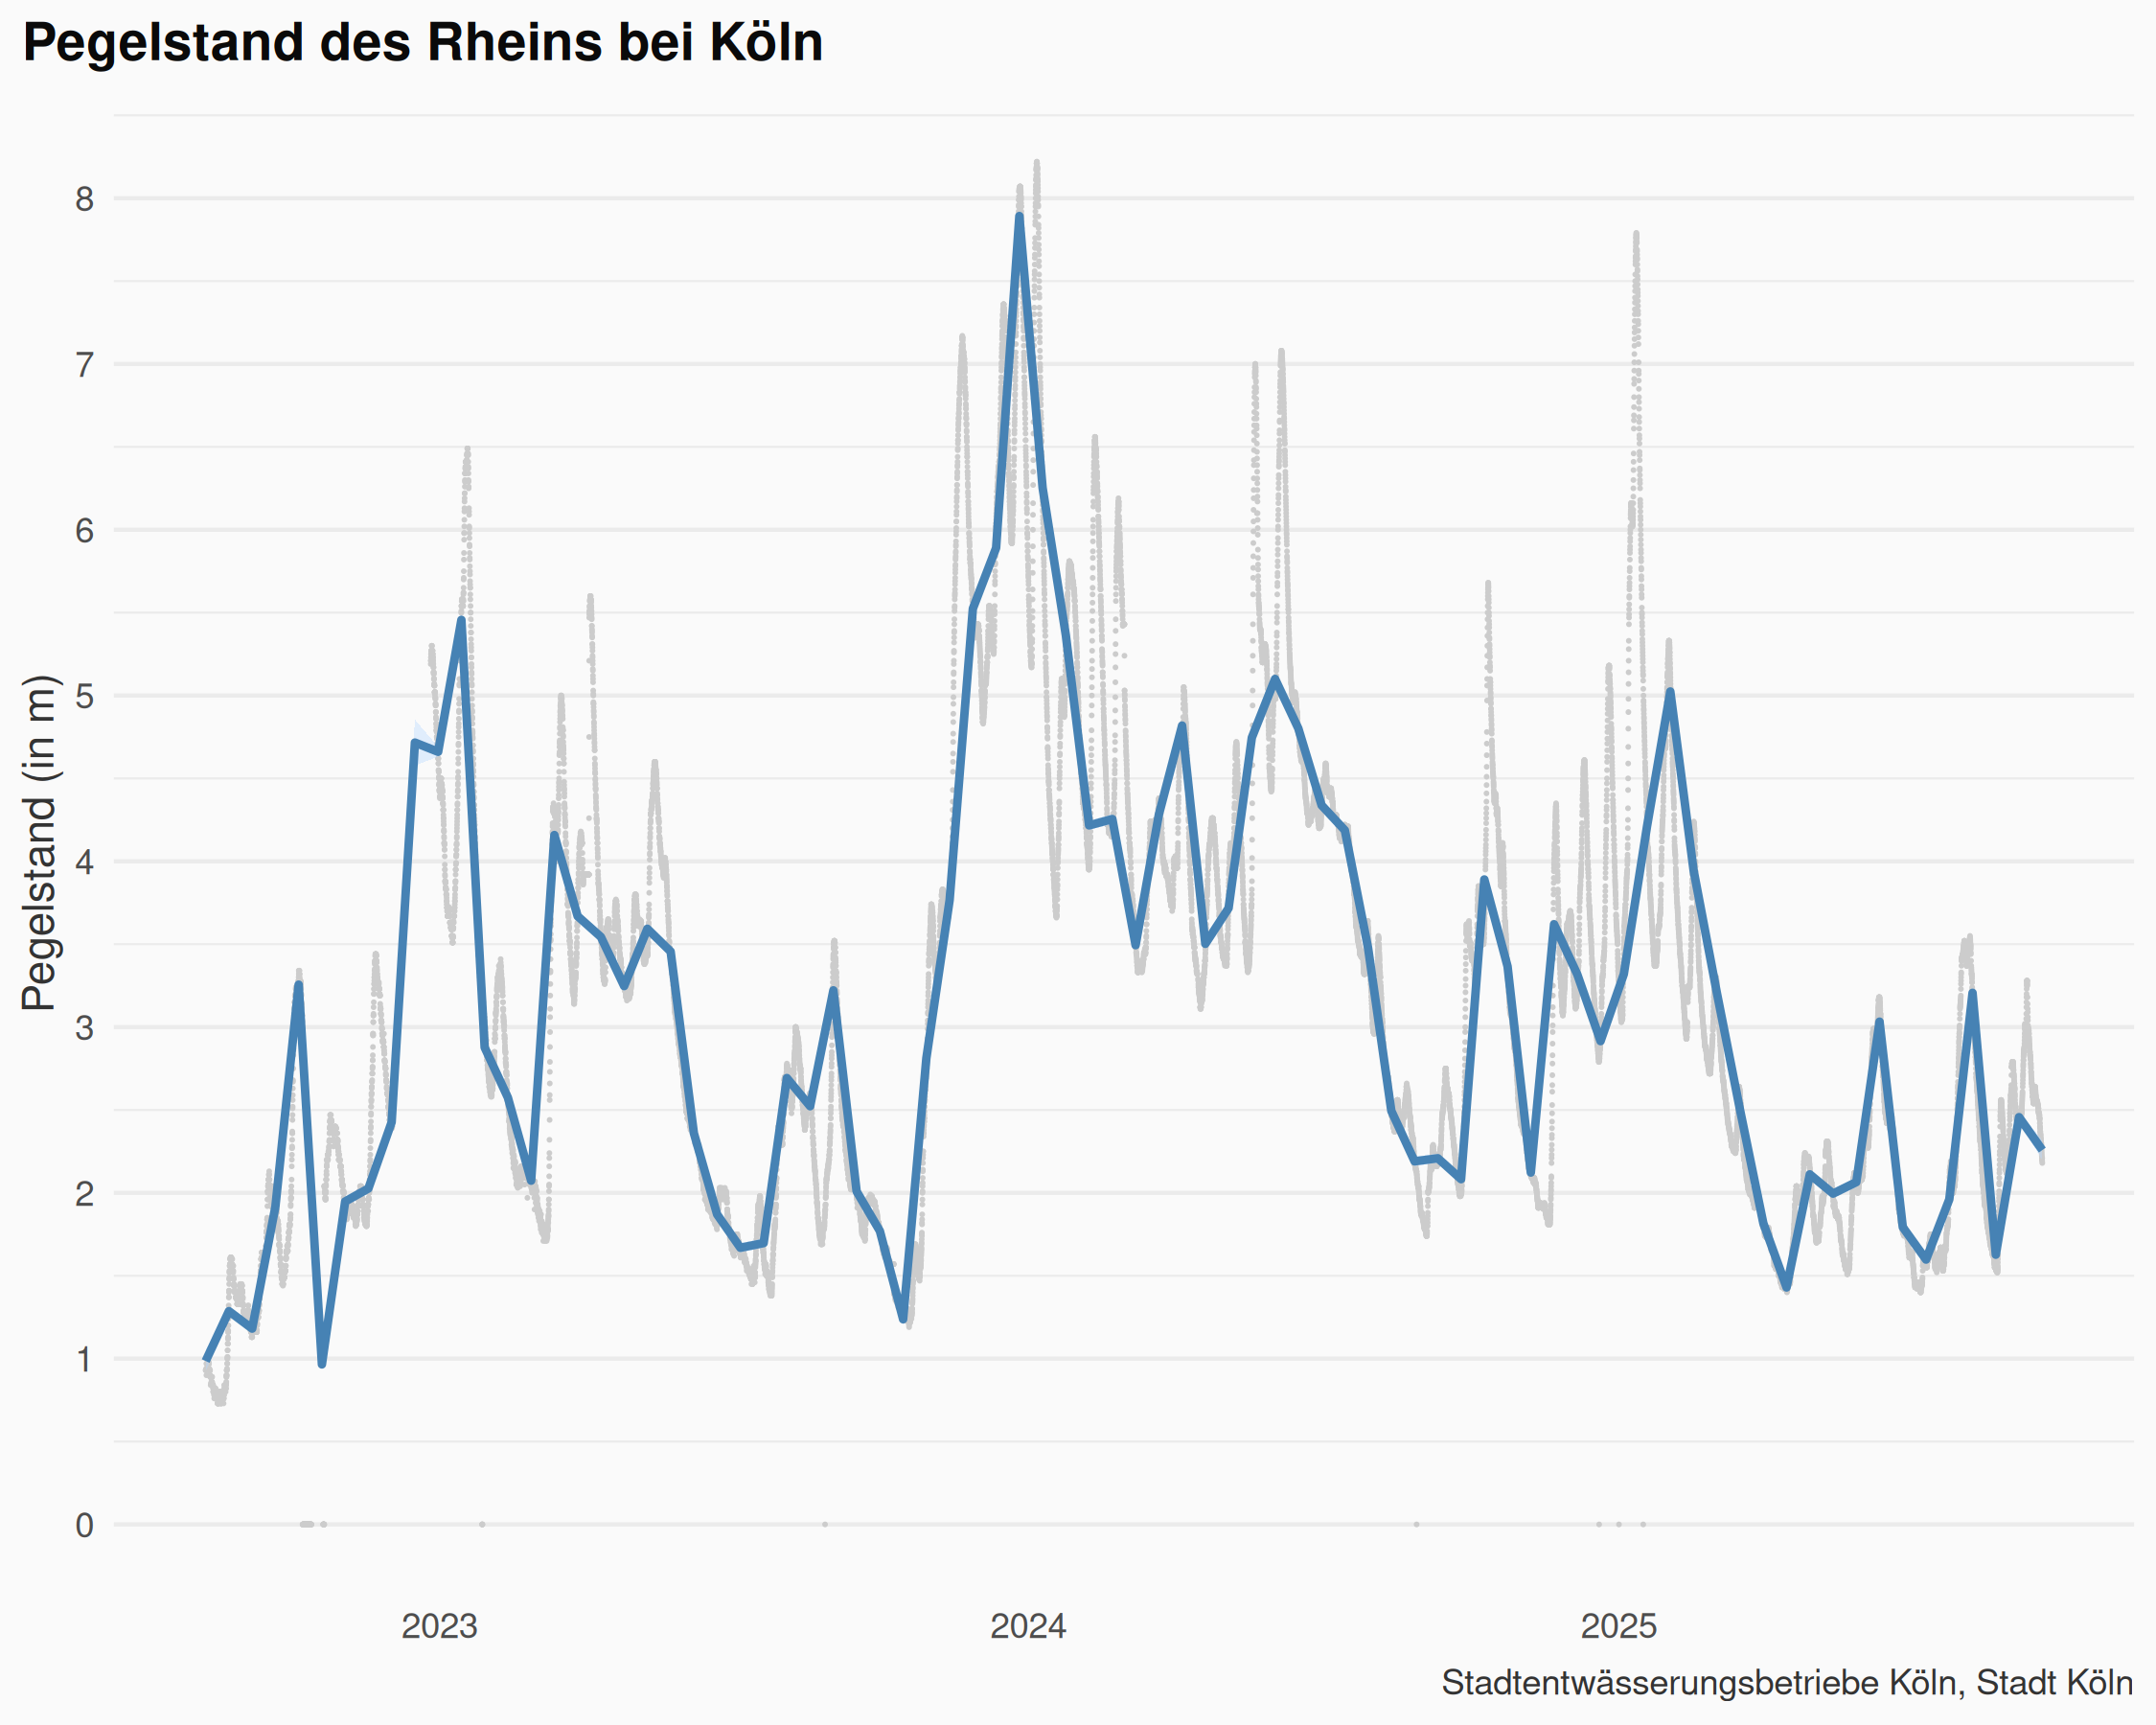 Pegelstand des Rheins bei Köln
Pegelstand (in m)
8
7
6
5
4
3
2
1
0
2023 2024 2025
Stadtentwässerungsbetriebe Köln, Stadt Köln